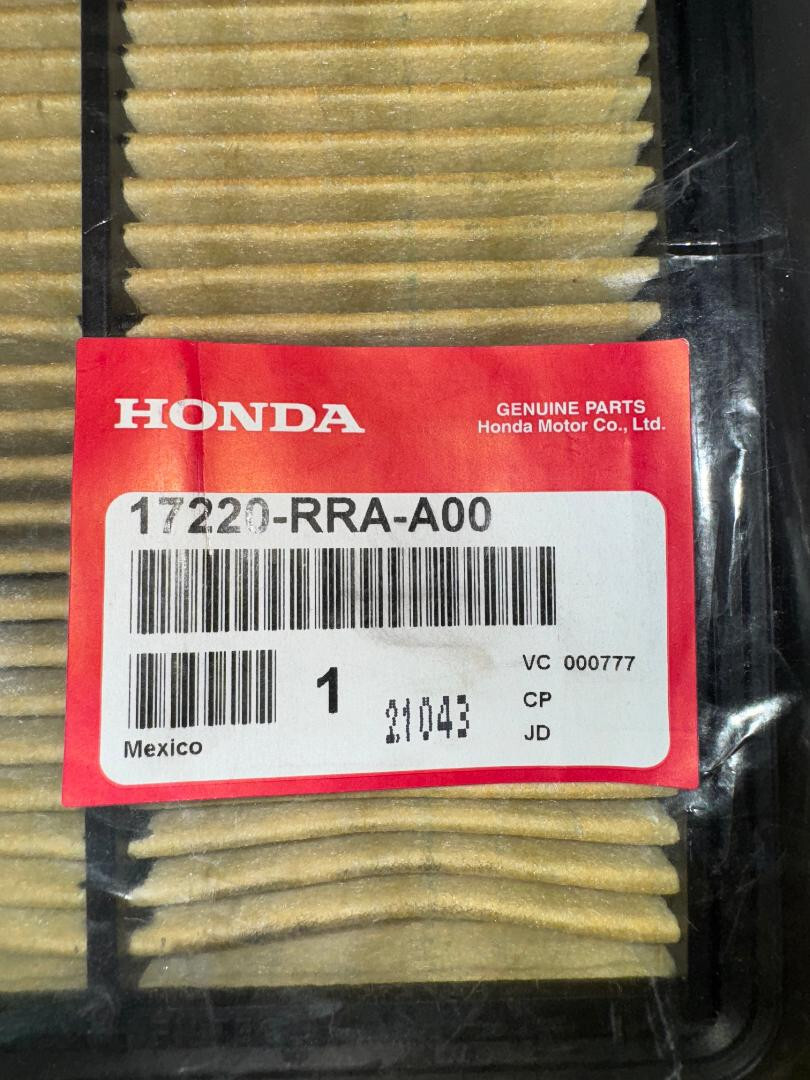 HONDA
GENUINE PARTS
Honda Motor Co., Ltd.
17220-RRA-A00
1
VC 000777
CP
21043
JD
Mexico